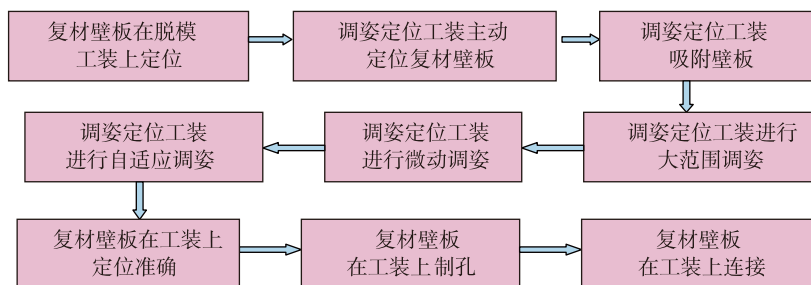 复材壁板在脱模
工装上定位
调姿定位工装主动
定位复材壁板
调姿定位工装
吸附壁板
调姿定位工装进行
大范围调姿
调姿定位工装
进行微动调姿
调姿定位工装
进行自适应调姿
复材壁板在工装上
定位准确
复材壁板
在工装上制孔
复材壁板
在工装上连接